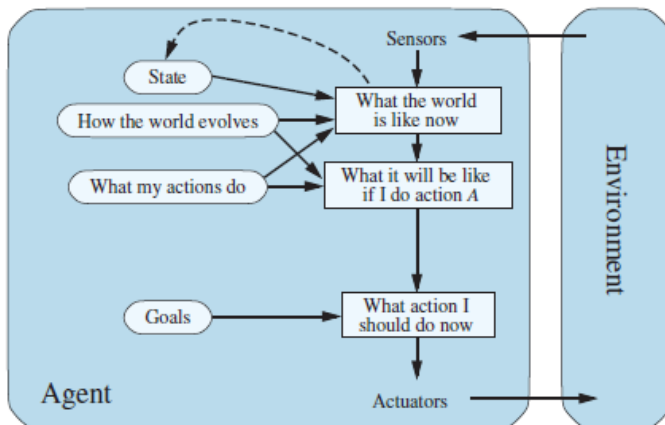 Sensors
State
What the world
is like now
How the world evolves
What my actions do
What it will be like
if I do action A
Environment
Goals
What action I
should do now
Agent
Actuators